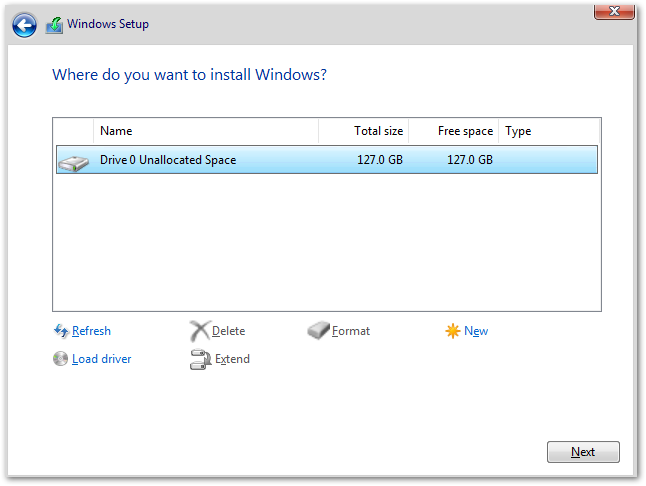 Windows Setup
Where do you want to install Windows?
Name Total size Free space Type
Drive 0 Unallocated Space 127.0 GB 127.0 GB
Refresh Delete Format New
Load driver Extend
Next